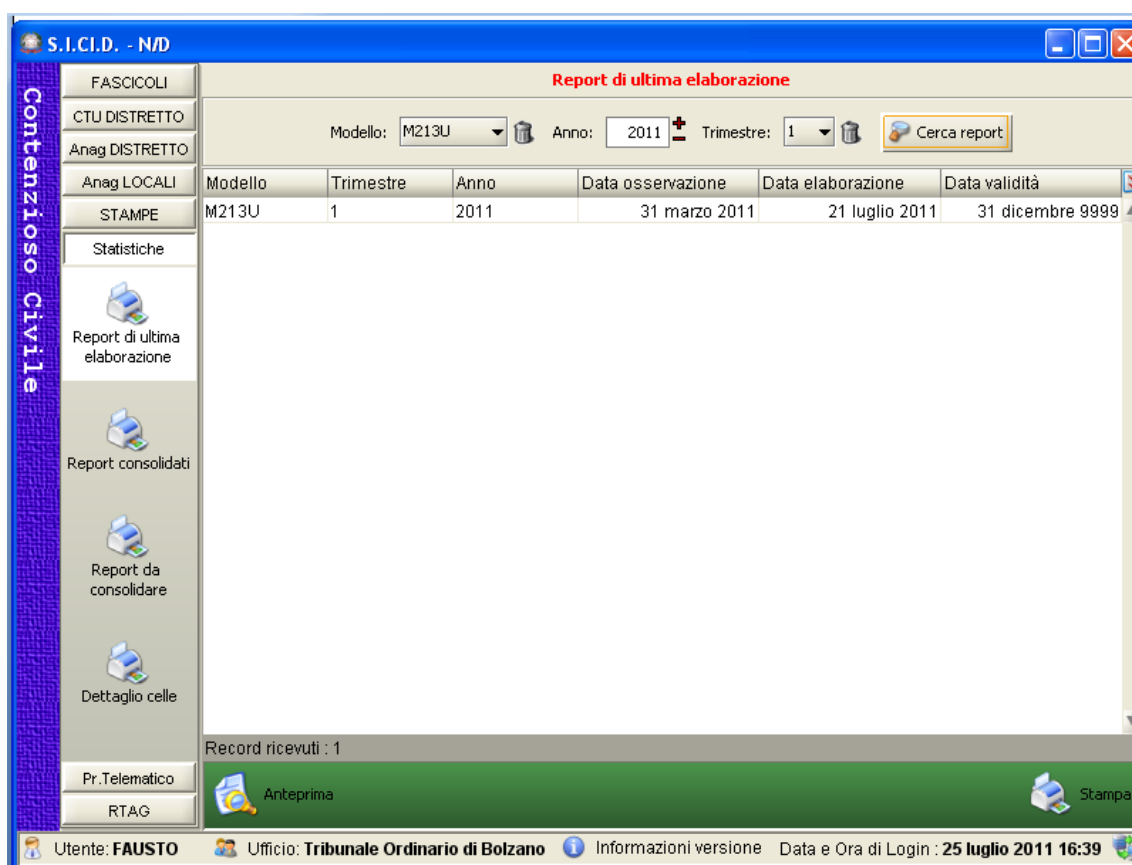 S.I.CI.D. - N/D
Contenzioso Civile
FASCICOLI
CTU DISTRETTO
Anag DISTRETTO
Anag LOCALI
STAMPE
Statistiche
Report di ultima
elaborazione
Report consolidati
Report da
consolidare
Dettaglio celle
Pr.Telematico
RTAG
Report di ultima elaborazione
Modello: M213U Anno: 2011 Trimestre: 1 Cerca report
Modello Trimestre Anno Data osservazione Data elaborazione Data validità
M213U 1 2011 31 marzo 2011 21 luglio 2011 31 dicembre 9999
Record ricevuti : 1
Anteprima Stampa
Utente: FAUSTO Ufficio: Tribunale Ordinario di Bolzano Informazioni versione Data e Ora di Login : 25 luglio 2011 16:39